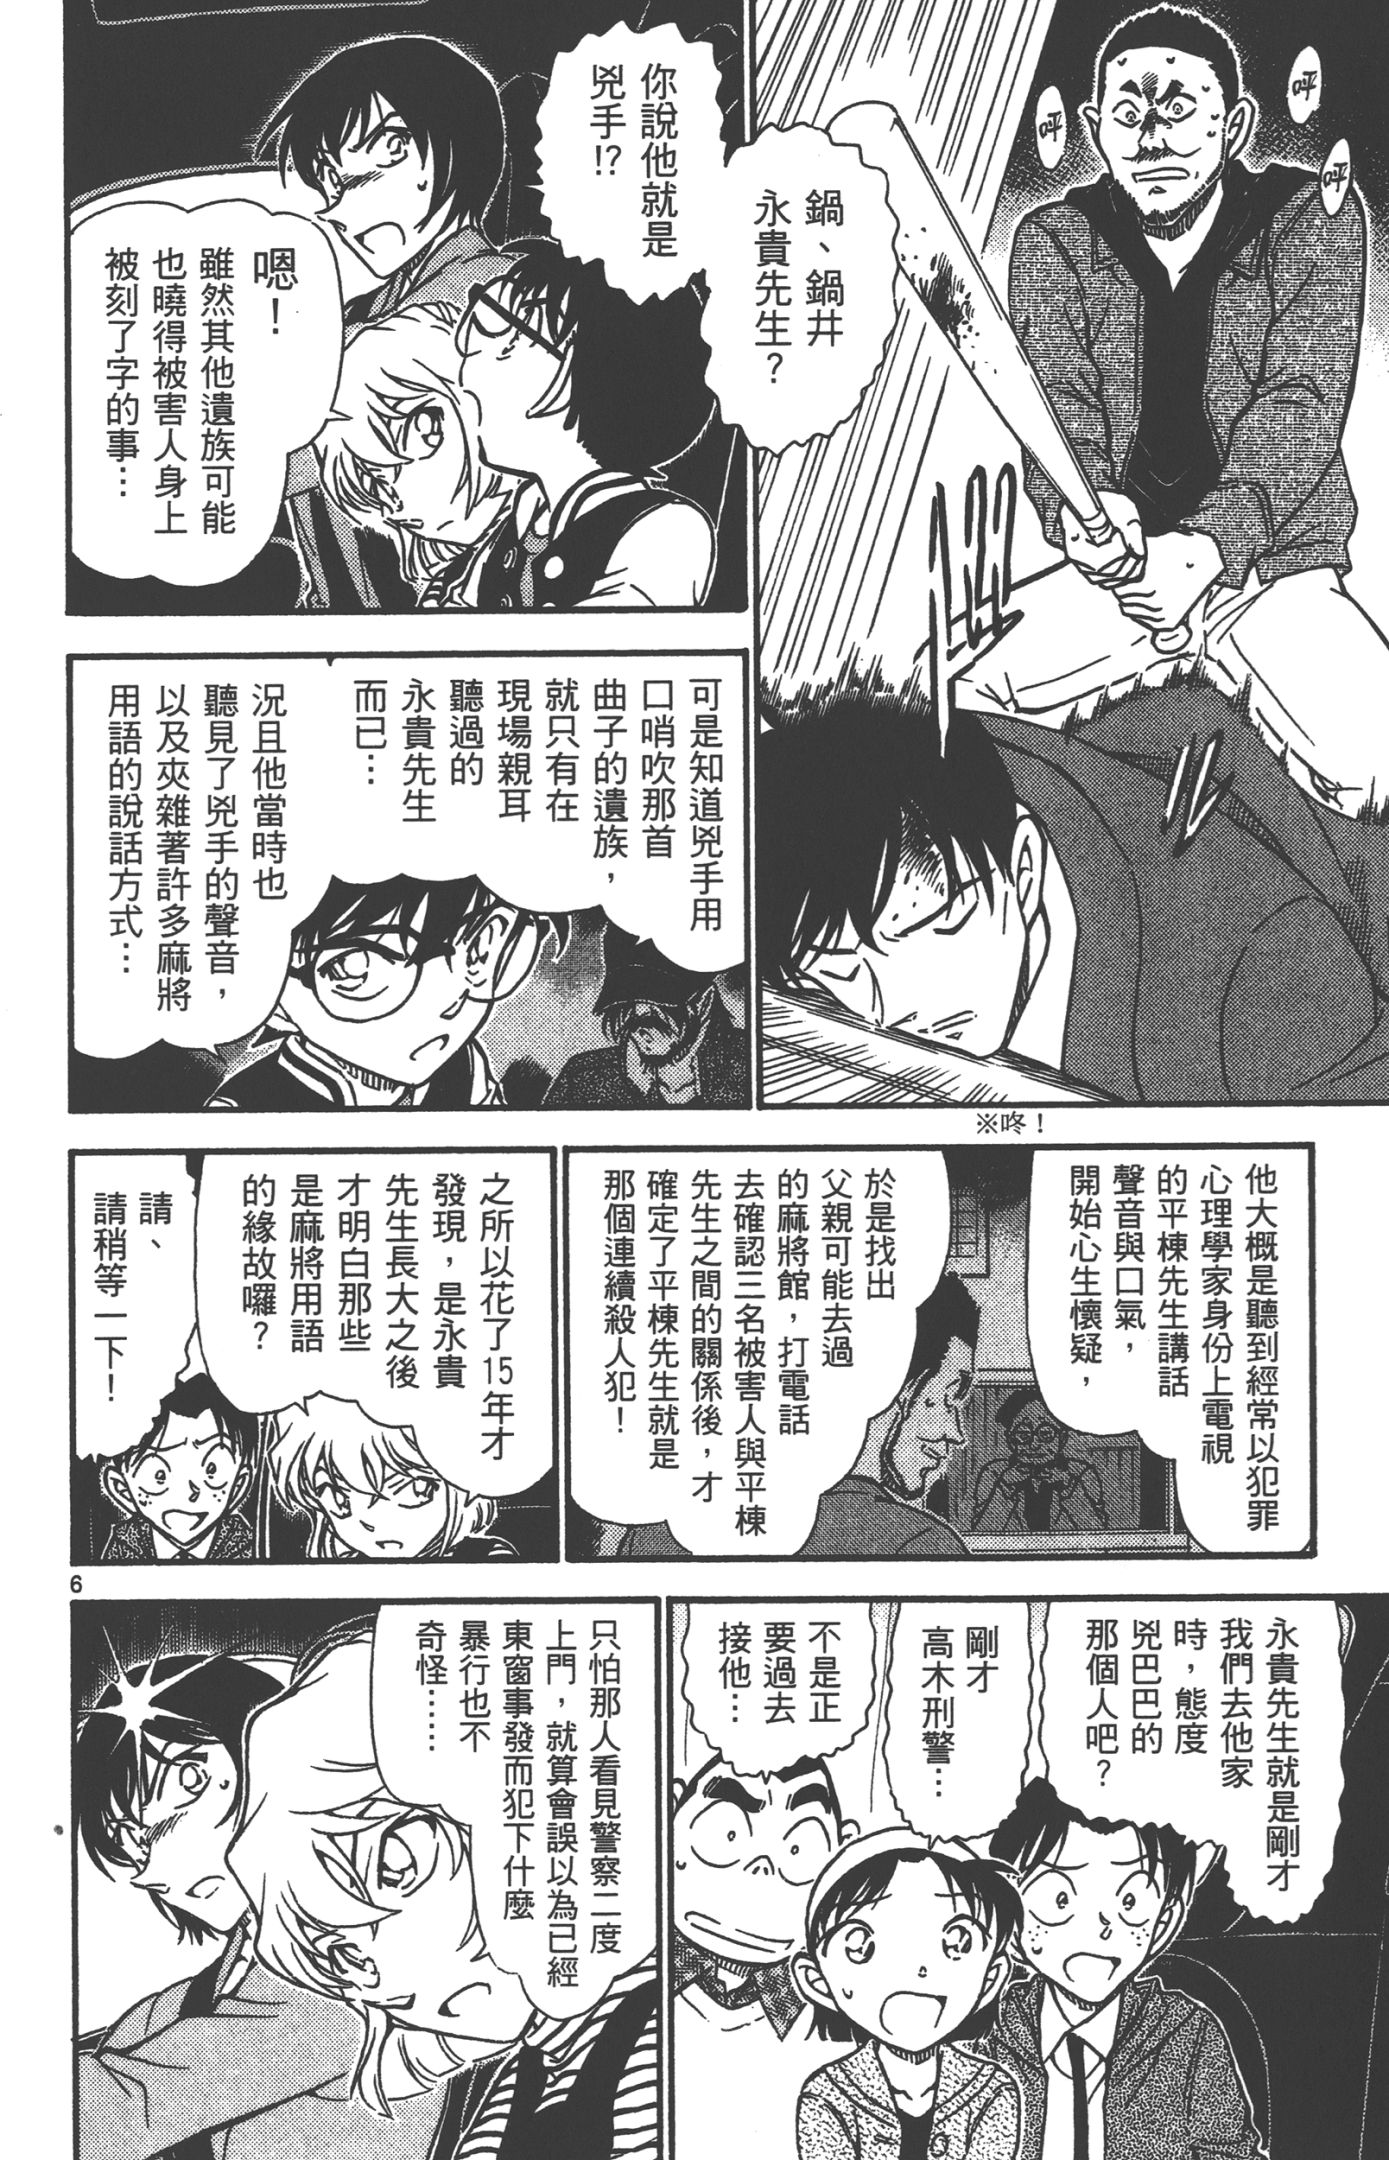 呼
呼
呼
鍋、鍋井
永貴先生？
※咚！
你說他就是
兇手!?
嗯！
雖然其他遺族可能
也曉得被害人身上
被刻了字的事…
可是知道兇手用
口哨吹那首
曲子的遺族，
就只有在
現場親耳
聽過的
永貴先生
而已…
況且他當時也
聽見了兇手的聲音，
以及夾雜著許多麻將
用語的說話方式…
他大概是聽到經常以犯罪
心理學家身份上電視
的平棟先生講話
聲音與口氣，
開始心生懷疑，
於是找出
父親可能去過
的麻將館，打電話
去確認三名被害人與平棟
先生之間的關係後，才
確定了平棟先生就是
那個連續殺人犯！
之所以花了15年才
發現，是永貴
先生長大之後
才明白那些
是麻將用語
的緣故囉？
請、
請稍等一下！
永貴先生就是剛才
我們去他家
時，態度
兇巴巴的
那個人吧？
剛才
高木刑警…
不是正
要過去
接他…
只怕那人看見警察二度
上門，就算會誤以為已經
東窗事發而犯下什麼
暴行也不
奇怪……
6